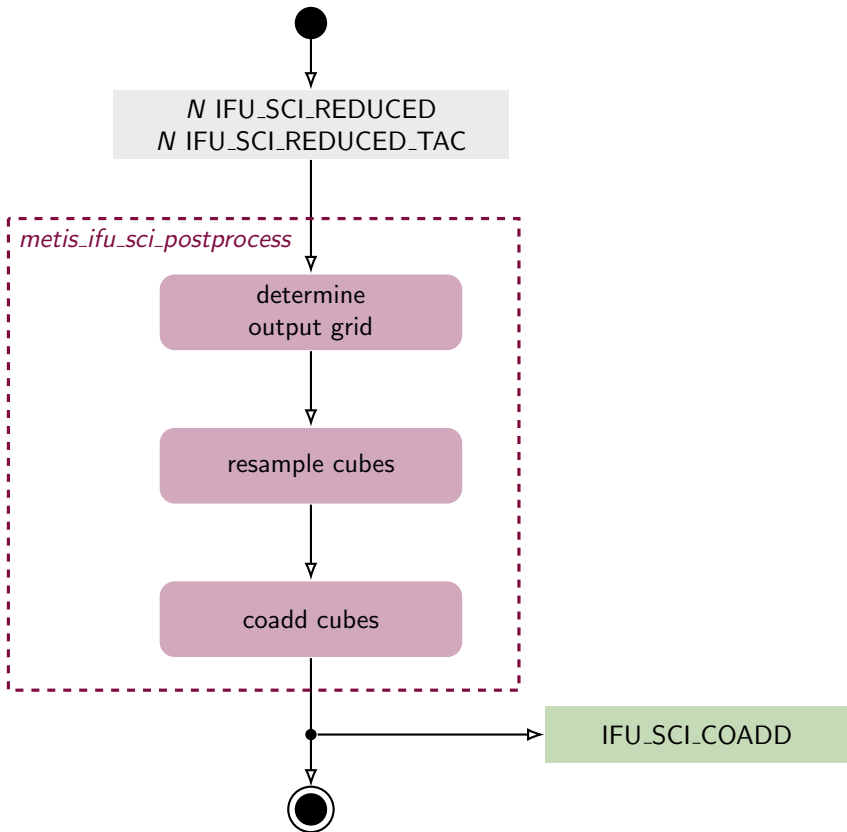 N IFU_SCI_REDUCED
N IFU_SCI_REDUCED_TAC
metis_ifu_sci_postprocess
determine
output grid
resample cubes
coadd cubes
IFU_SCI_COADD